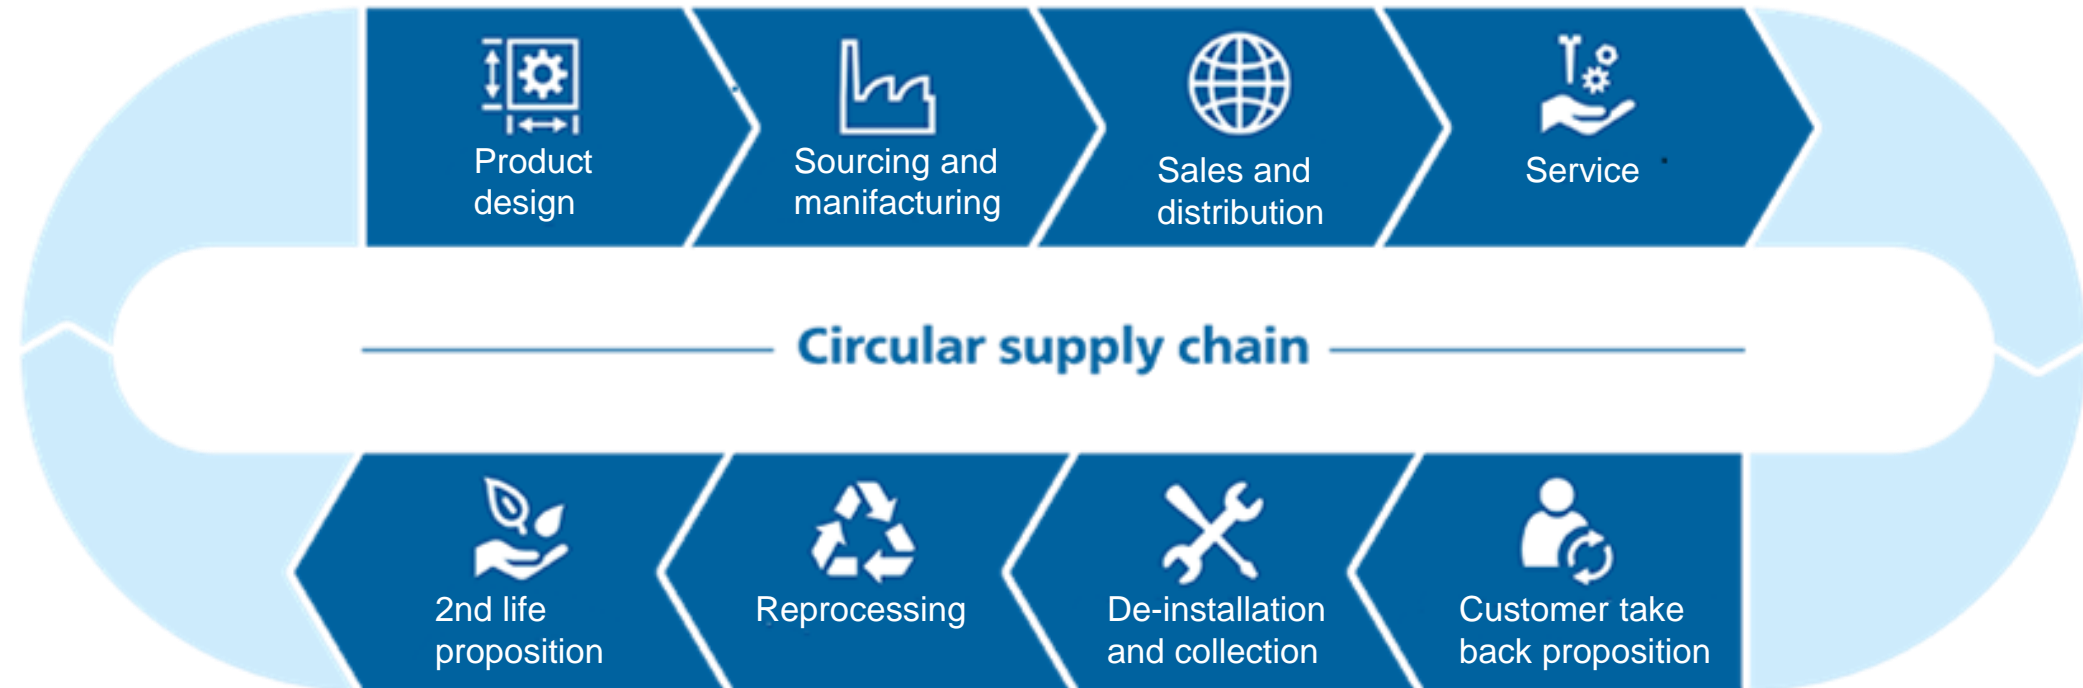 Product
design
Sourcing and
manifacturing
Sales and
distribution
Service
Circular supply chain
2nd life
proposition
Reprocessing
De-installation
and collection
Customer take
back proposition